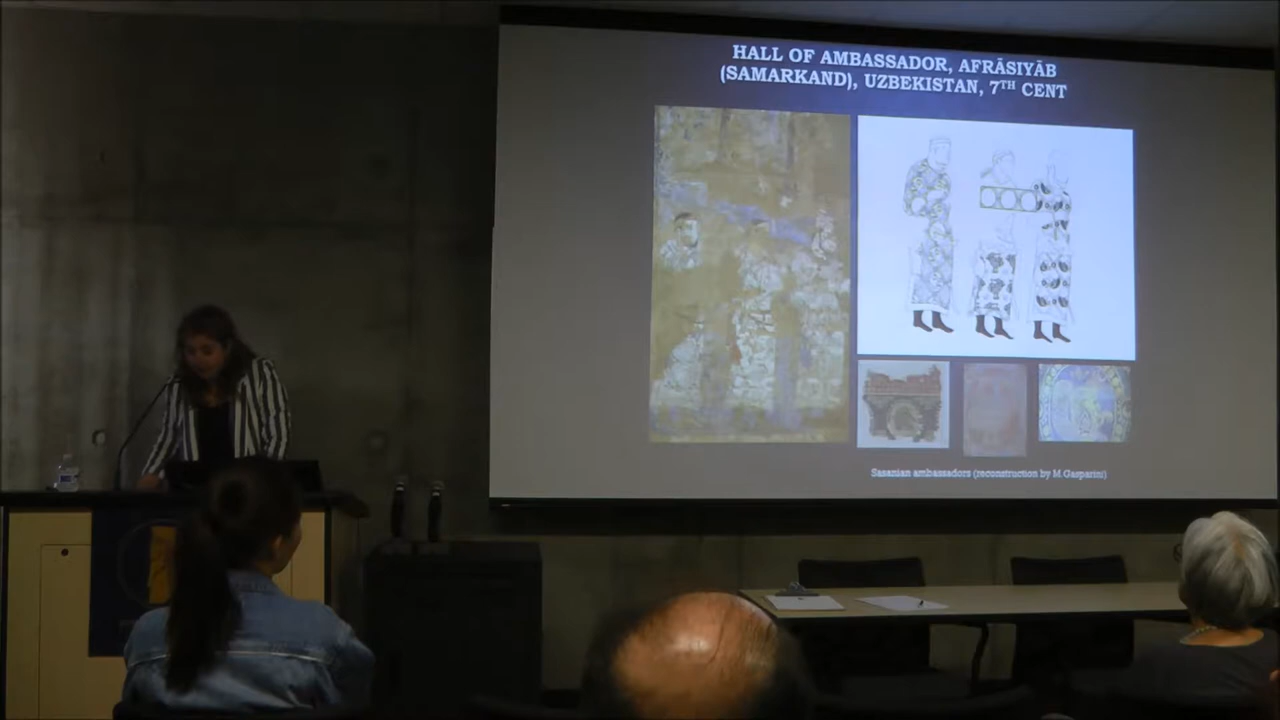 HALL OF AMBASSADOR, AFRĀSIYĀB
(SAMARKAND), UZBEKISTAN, 7TH CENT
Sasanian ambassadors (reconstruction by M.Gasparini)